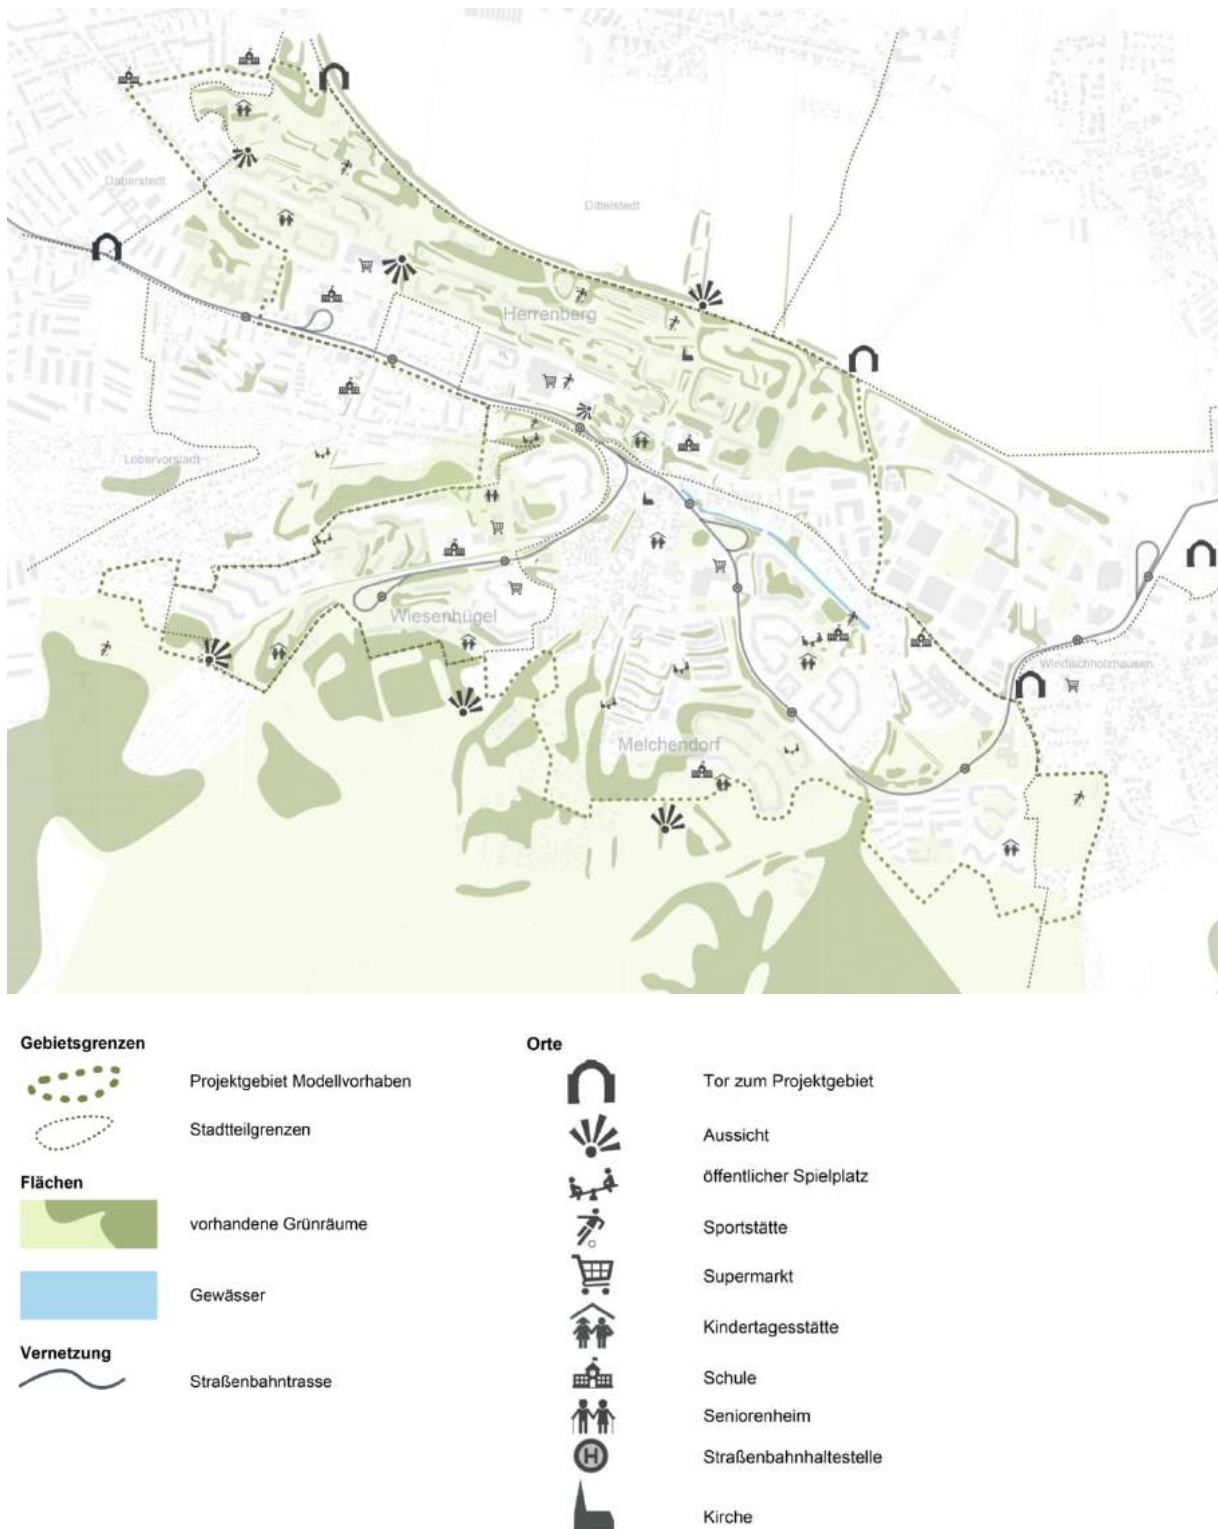 Daberstedt
Dittelstedt
Herrenberg
Löbervorstadt
Wiesenhügel
Windischholzhausen
Melchendorf
Gebietsgrenzen
Projektgebiet Modellvorhaben
Stadtteilgrenzen
Flächen
vorhandene Grünräume
Gewässer
Vernetzung
Straßenbahntrasse
Orte
Tor zum Projektgebiet
Aussicht
öffentlicher Spielplatz
Sportstätte
Supermarkt
Kindertagesstätte
Schule
Seniorenheim
H
Straßenbahnhaltestelle
Kirche